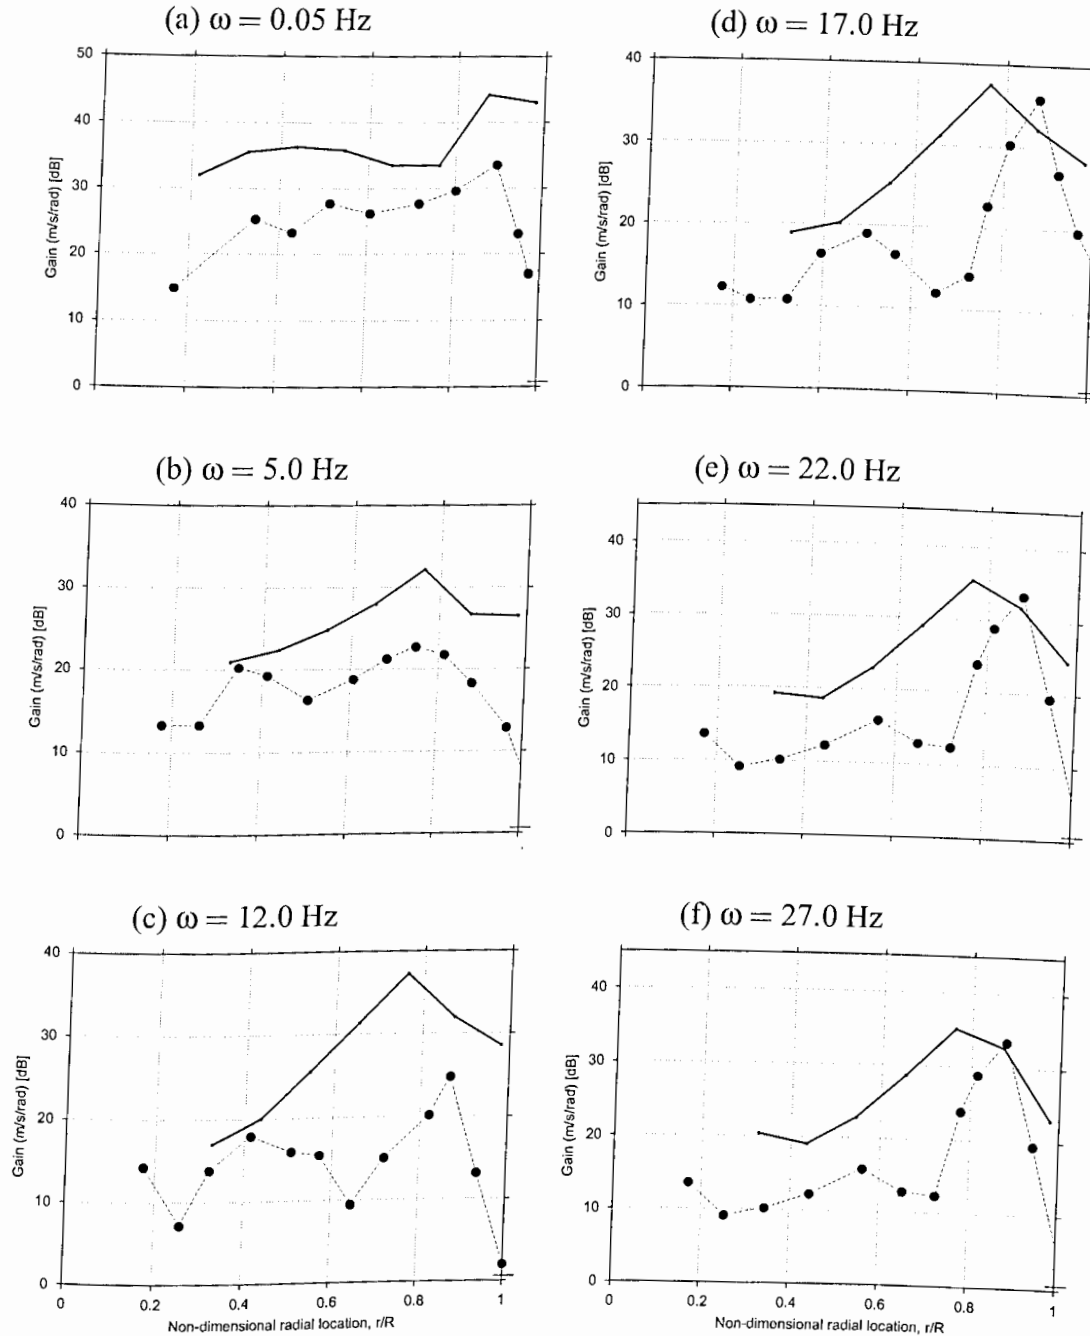 (a) ω = 0.05 Hz
50
40
30
20
10
0
Gain (m/s/rad) [dB]
(b) ω = 5.0 Hz
40
30
20
10
0
Gain (m/s/rad) [dB]
(c) ω = 12.0 Hz
40
30
20
10
0
Gain (m/s/rad) [dB]
0 0.2 0.4 0.6 0.8 1
Non-dimensional radial location, r/R
(d) ω = 17.0 Hz
40
30
20
10
0
Gain (m/s/rad) [dB]
(e) ω = 22.0 Hz
40
30
20
10
0
Gain (m/s/rad) [dB]
(f) ω = 27.0 Hz
40
30
20
10
0
Gain (m/s/rad) [dB]
0 0.2 0.4 0.6 0.8 1
Non-dimensional radial location, r/R